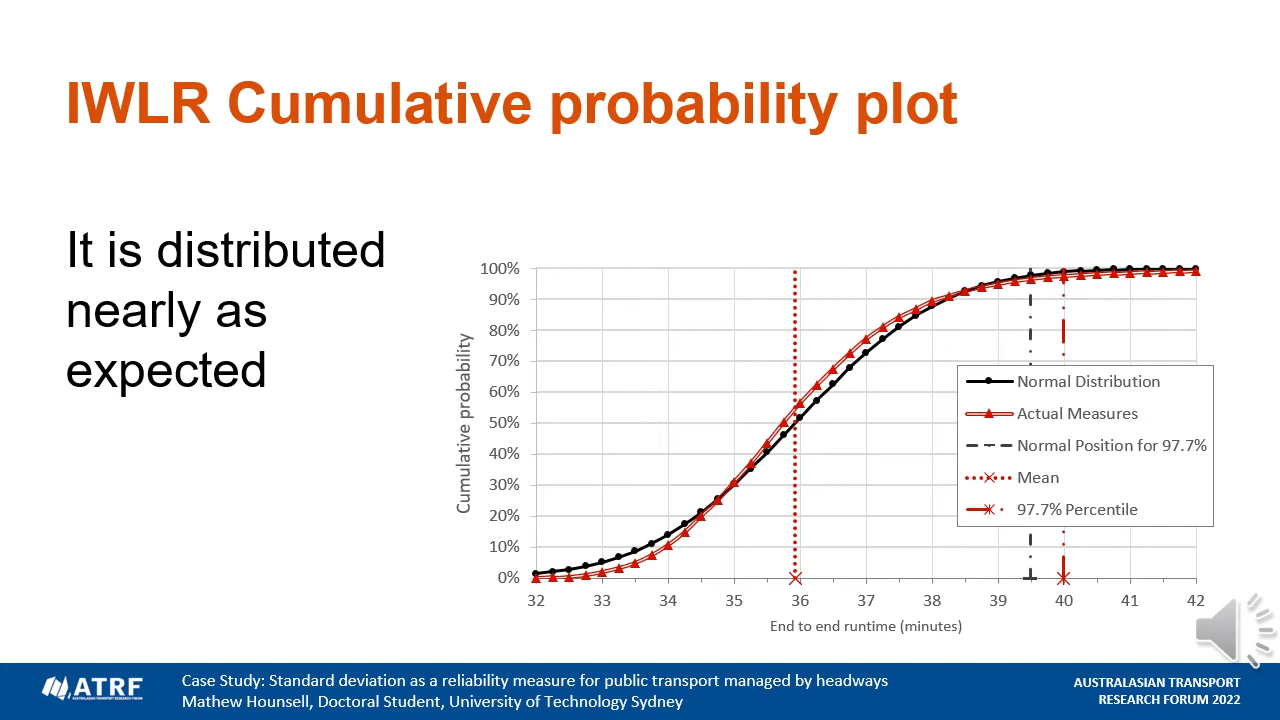 IWLR Cumulative probability plot
It is distributed
nearly as
expected
Cumulative probability
100%
90%
80%
70%
60%
50%
40%
30%
20%
10%
0%
32 33 34 35 36 37 38 39 40 41 42
End to end runtime (minutes)
Normal Distribution
Actual Measures
Normal Position for 97.7%
Mean
97.7% Percentile
ATRF
AUSTRALASIAN TRANSPORT RESEARCH FORUM
Case Study: Standard deviation as a reliability measure for public transport managed by headways
Mathew Hounsell, Doctoral Student, University of Technology Sydney
AUSTRALASIAN TRANSPORT
RESEARCH FORUM 2022